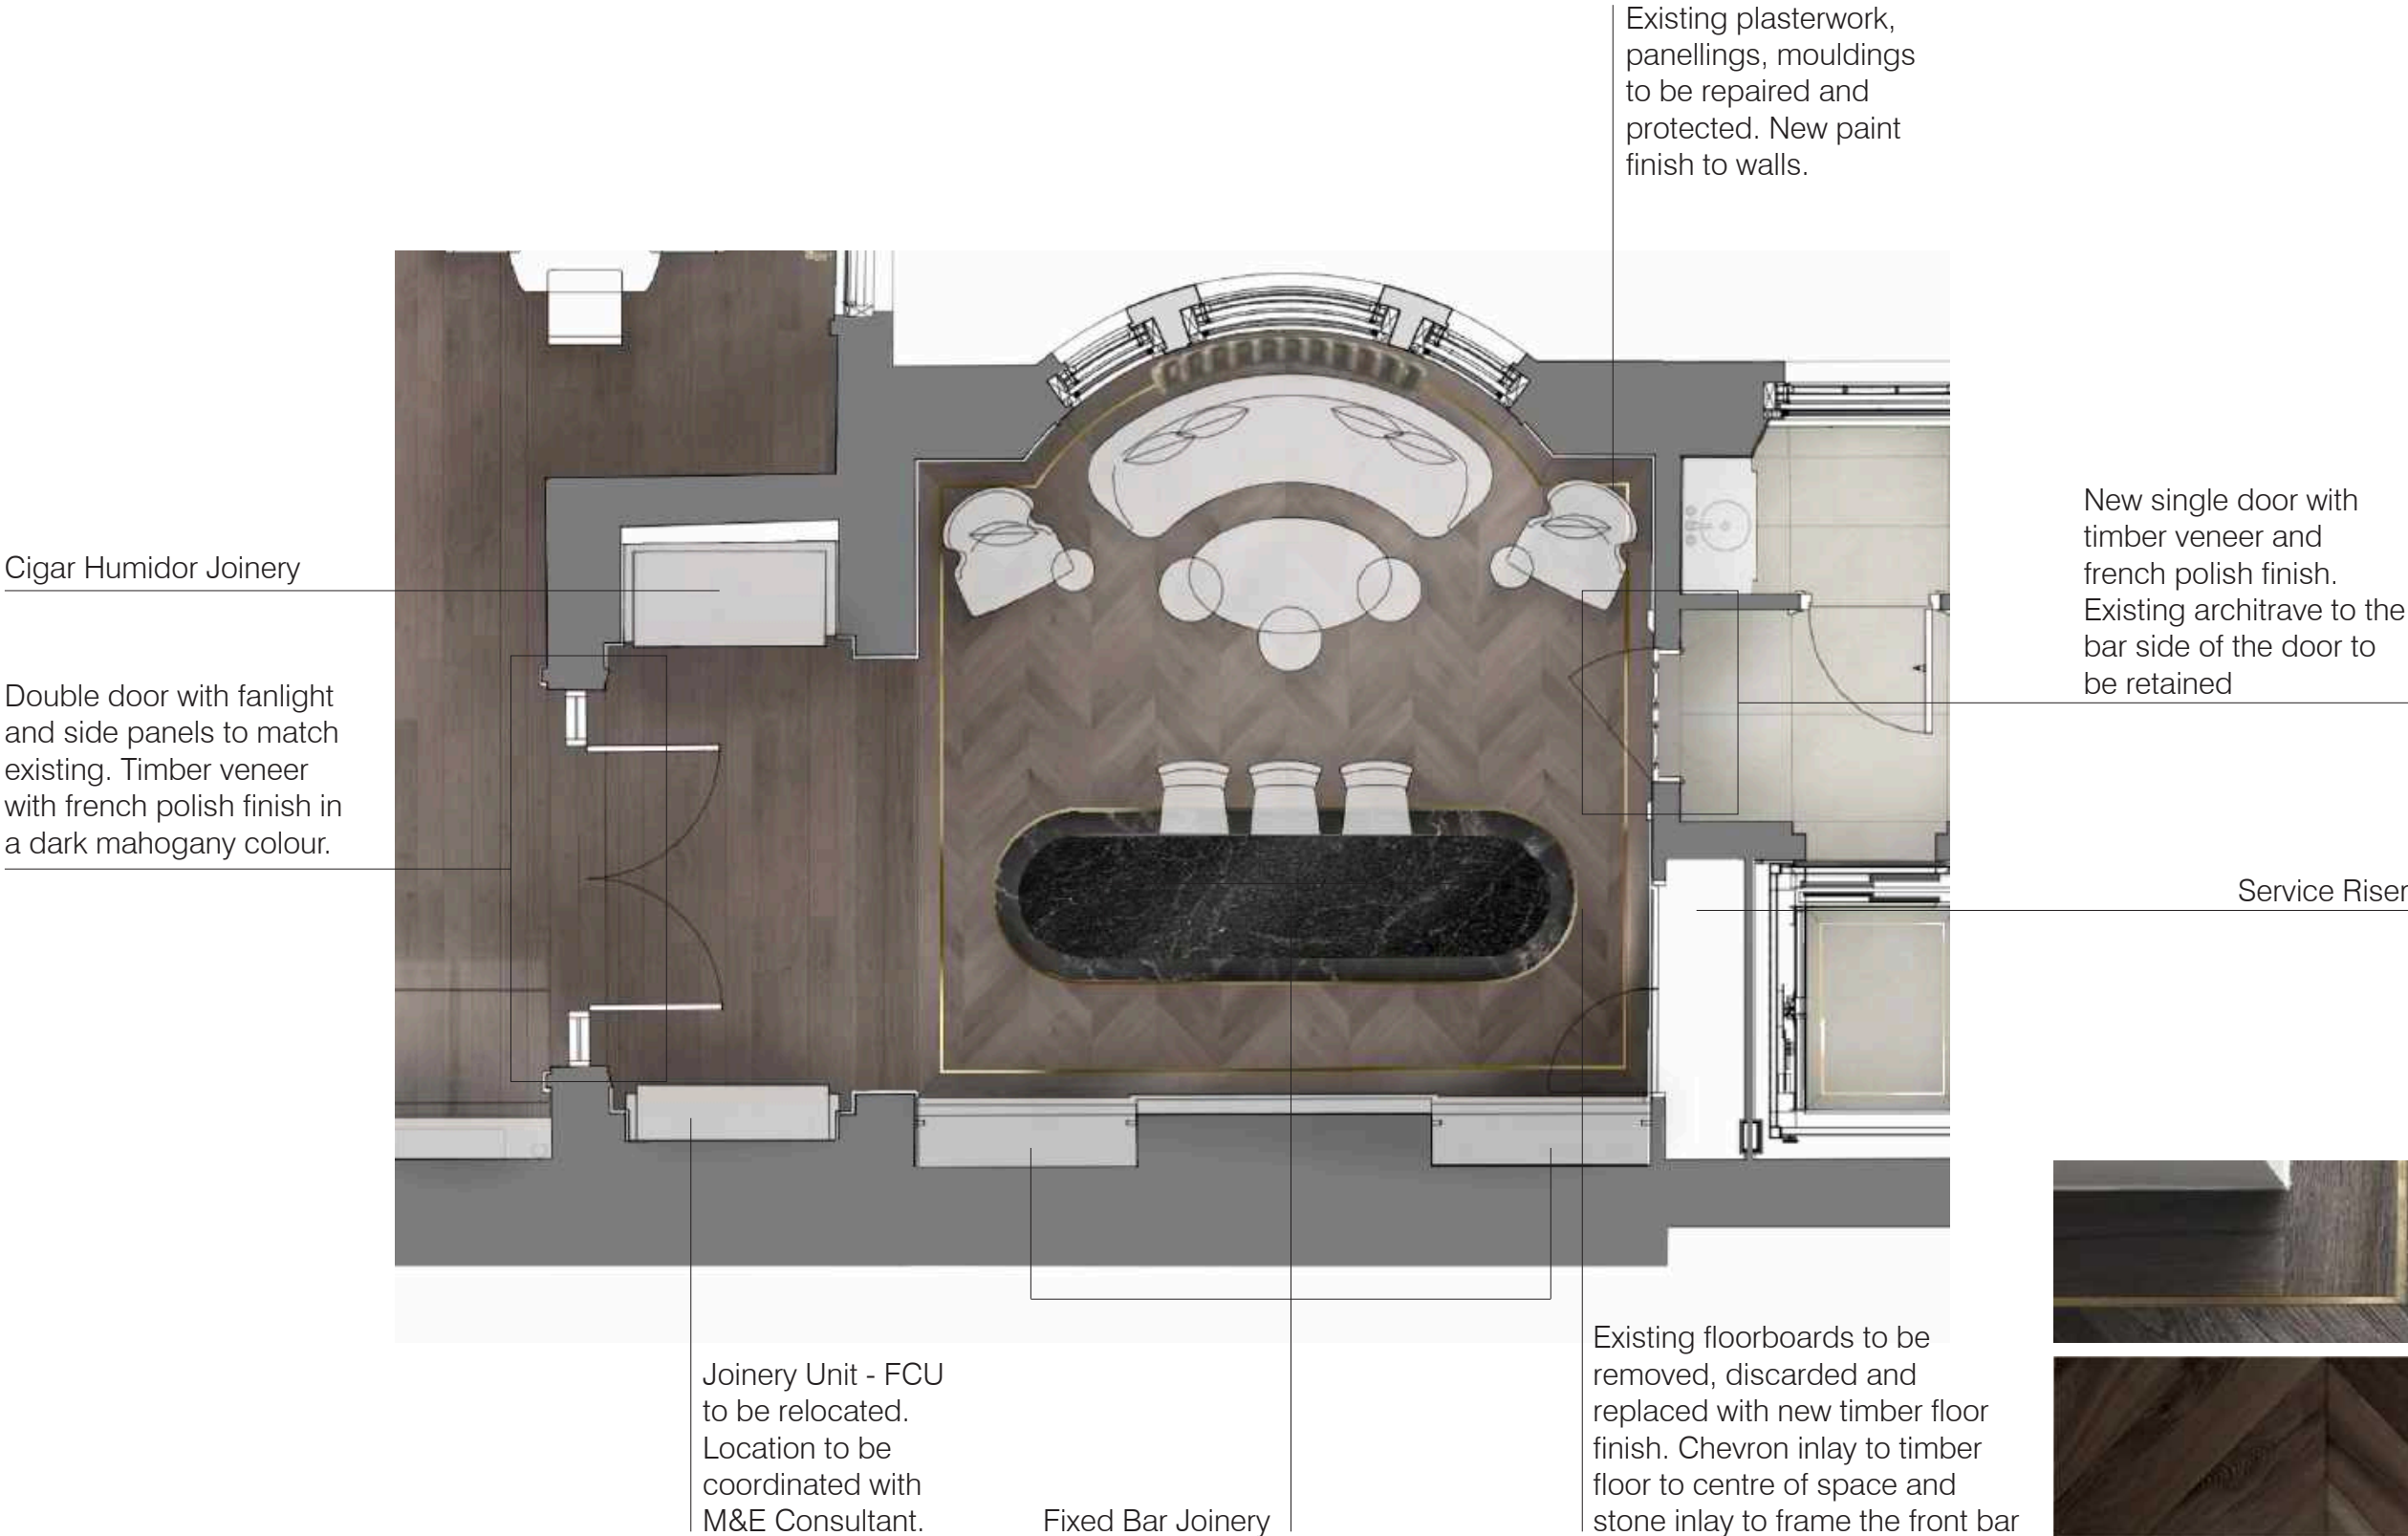 Existing plasterwork,
panellings, mouldings
to be repaired and
protected. New paint
finish to walls.
Cigar Humidor Joinery
Double door with fanlight
and side panels to match
existing. Timber veneer
with french polish finish in
a dark mahogany colour.
New single door with
timber veneer and
french polish finish.
Existing architrave to the
bar side of the door to
be retained
Service Riser
Joinery Unit - FCU
to be relocated.
Location to be
coordinated with
M&E Consultant.
Fixed Bar Joinery
Existing floorboards to be
removed, discarded and
replaced with new timber floor
finish. Chevron inlay to timber
floor to centre of space and
stone inlay to frame the front bar